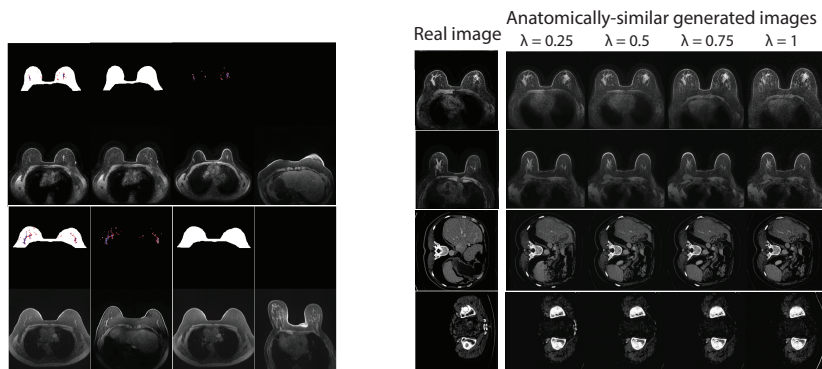 Anatomically-similar generated images
Real image
λ = 0.25 λ = 0.5 λ = 0.75 λ = 1